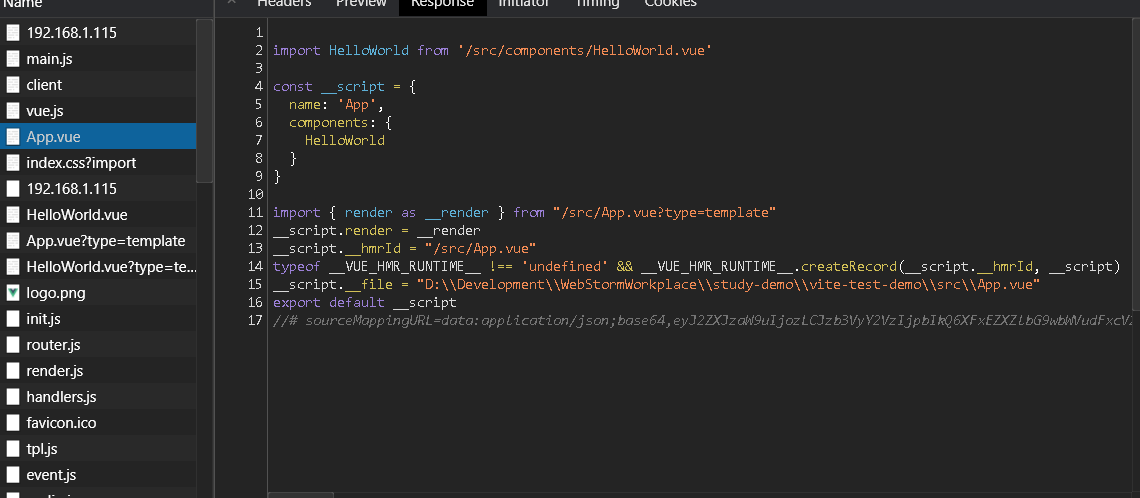 Name
Headers Preview Response Initiator Timing Cookies
192.168.1.115
main.js
client
vue.js
App.vue
index.css?import
192.168.1.115
HelloWorld.vue
App.vue?type=template
HelloWorld.vue?type=te...
logo.png
init.js
router.js
render.js
handlers.js
favicon.ico
tpl.js
event.js
1
2 import HelloWorld from '/src/components/HelloWorld.vue'
3
4 const __script = {
5 name: 'App',
6 components: {
7 HelloWorld
8 }
9 }
10
11 import { render as __render } from "/src/App.vue?type=template"
12 __script.render = __render
13 __script.__hmrId = "/src/App.vue"
14 typeof __VUE_HMR_RUNTIME__ !== 'undefined' && __VUE_HMR_RUNTIME__.createRecord(__script.__hmrId, __script)
15 __script.__file = "D:\\Development\\WebStormWorkplace\\study-demo\\vite-test-demo\\src\\App.vue"
16 export default __script
17 //# sourceMappingURL=data:application/json;base64,